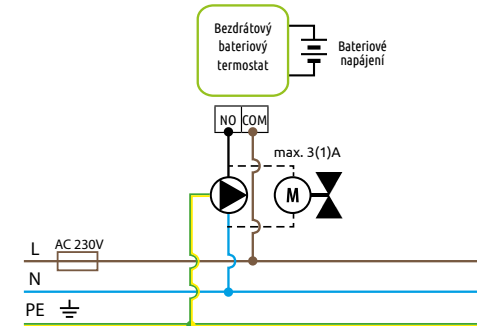 Bezdrátový
bateriový
termostat
Bateriové
napájení
NO COM
max. 3(1)A
M
L AC 230V
N
PE